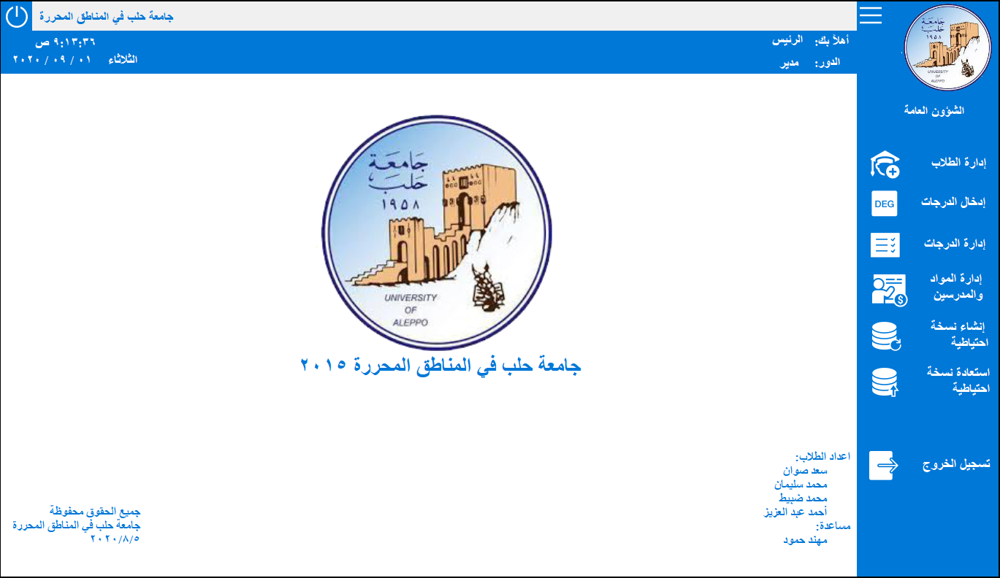 جامعة حلب في المناطق المحررة
أهلاً بك: الرئيس
الدور: مدير
٩:١٣:٣٦ ص
الثلاثاء ٠١ / ٠٩ / ٢٠٢٠
جامعة
حلب
١٩٥٨
UNIVERSITY
OF
ALEPPO
الشؤون العامة
إدارة الطلاب
إدخال الدرجات
DEG
إدارة الدرجات
إدارة المواد
والمدرسين
إنشاء نسخة
احتياطية
استعادة نسخة
احتياطية
تسجيل الخروج
جامعة
حلب
١٩٥٨
UNIVERSITY
OF
ALEPPO
جامعة حلب في المناطق المحررة ٢٠١٥
اعداد الطلاب:
سعد صوان
محمد سليمان
محمد ضبيط
أحمد عبد العزيز
مساعدة:
مهند حمود
جميع الحقوق محفوظة
جامعة حلب في المناطق المحررة
٢٠٢٠/٨/٥